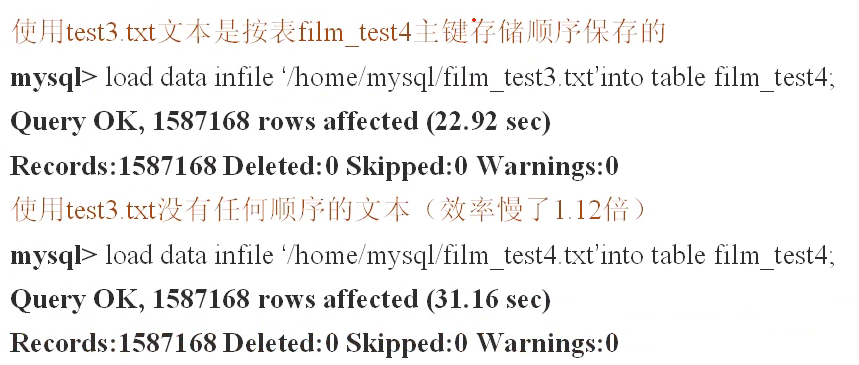 使用test3.txt文本是按表film_test4主键存储顺序保存的
mysql> load data infile ‘/home/mysql/film_test3.txt’into table film_test4;
Query OK, 1587168 rows affected (22.92 sec)
Records:1587168 Deleted:0 Skipped:0 Warnings:0
使用test3.txt没有任何顺序的文本（效率慢了1.12倍）
mysql> load data infile ‘/home/mysql/film_test4.txt’into table film_test4;
Query OK, 1587168 rows affected (31.16 sec)
Records:1587168 Deleted:0 Skipped:0 Warnings:0